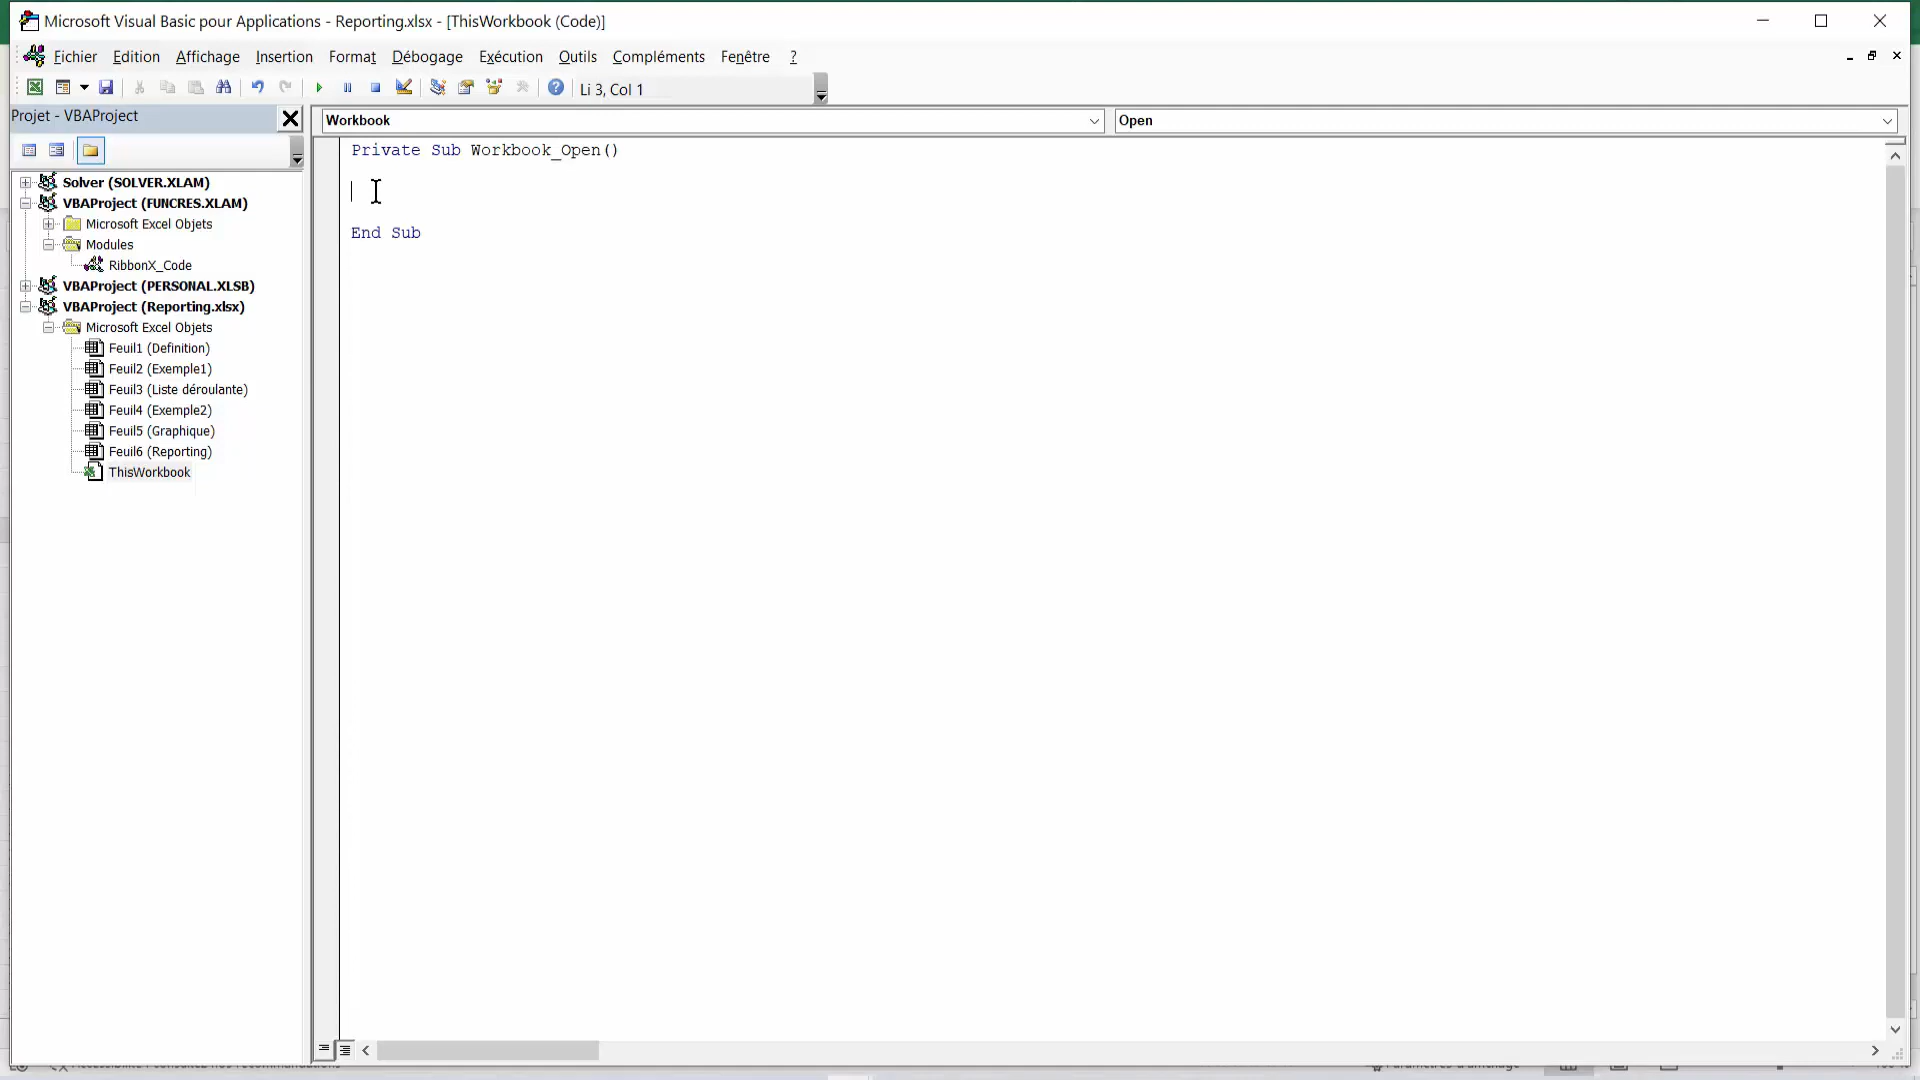 Microsoft Visual Basic pour Applications - Reporting.xlsx - [ThisWorkbook (Code)]
Fichier Edition Affichage Insertion Format Débogage Exécution Outils Compléments Fenêtre ?
Li 3, Col 1
Projet - VBAProject
Workbook
Open
Solver (SOLVER.XLAM)
VBAProject (FUNCRES.XLAM)
Microsoft Excel Objets
Modules
RibbonX_Code
VBAProject (PERSONAL.XLSB)
VBAProject (Reporting.xlsx)
Microsoft Excel Objets
Feuil1 (Definition)
Feuil2 (Exemple1)
Feuil3 (Liste déroulante)
Feuil4 (Exemple2)
Feuil5 (Graphique)
Feuil6 (Reporting)
ThisWorkbook
Private Sub Workbook_Open()
End Sub